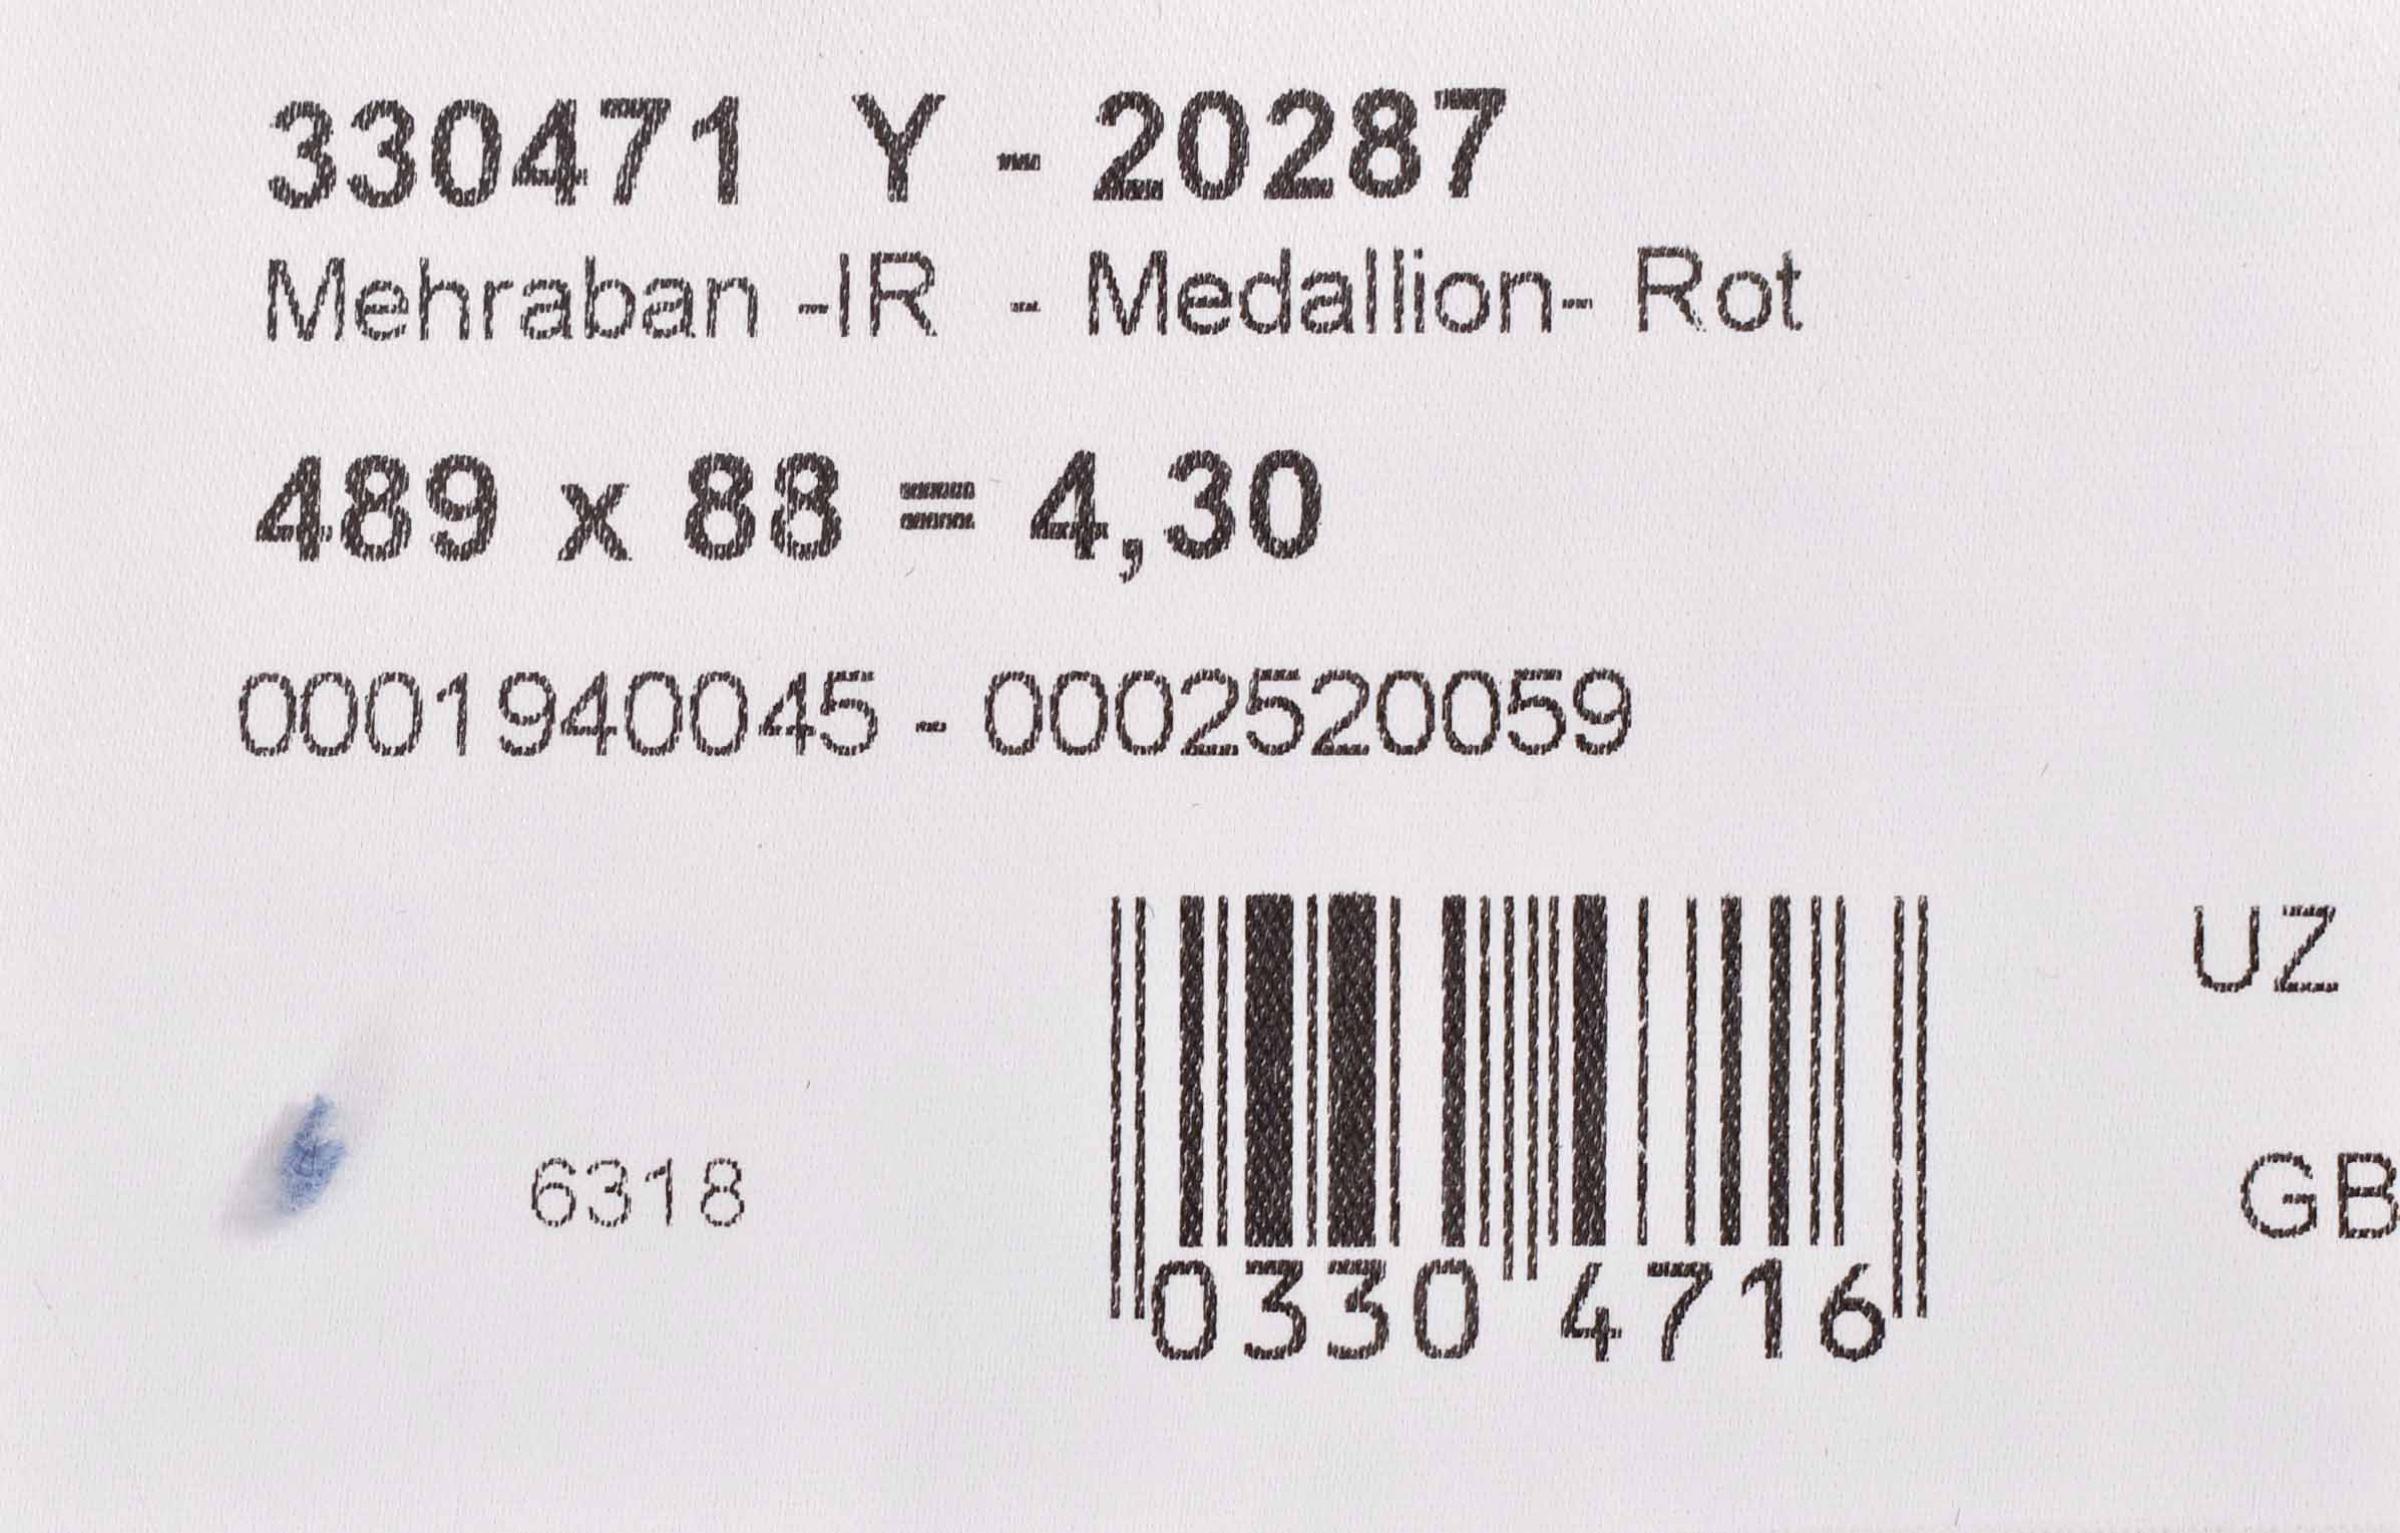 330471 Y - 20287
Mehraban -IR - Medallion- Rot
489 x 88 = 4,30
0001940045 - 0002520059
UZ
6318
GB
0330 4716